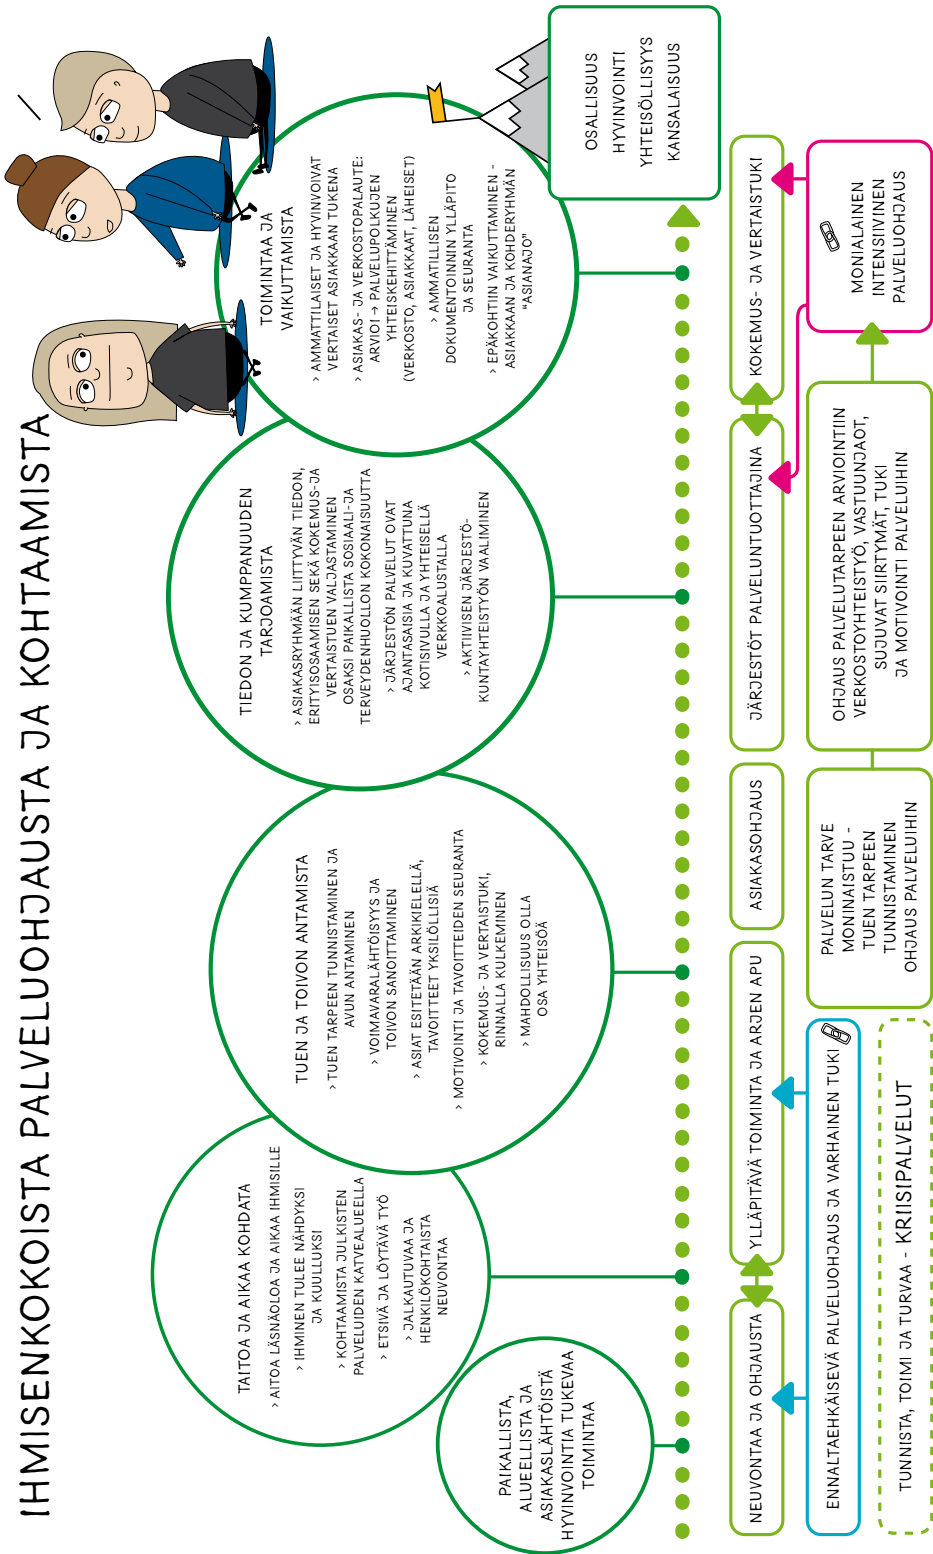 IHMISENKOKOISTA PALVELUOHJAUSTA JA KOHTAAMISTA
PAIKALLISTA,
ALUEELLISTA JA
ASIAKASLÄHTÖISTÄ
HYVINVOINTIA TUKEVAA
TOIMINTAA
TAITOA JA AIKAA KOHDATA
> AITOA LÄSNÄOLOA JA AIKAA IHMISILLE
> IHMINEN TULEE NÄHDYKSI
JA KUULLUKSI
> KOHTAAMISTA JULKISTEN
PALVELUIDEN KATVEALUEELLA
> ETSIVÄ JA LÖYTÄVÄ TYÖ
> JALKAUTUVAA JA
HENKILÖKOHTAISTA
NEUVONTAA
TUEN JA TOIVON ANTAMISTA
> TUEN TARPEEN TUNNISTAMINEN JA
AVUN ANTAMINEN
> VOIMAVARALÄHTÖISYYS JA
TOIVON SANOITTAMINEN
> ASIAT ESITETÄÄN ARKIKIELELLÄ,
TAVOITTEET YKSILÖLLISIÄ
> MOTIVOINTI JA TAVOITTEIDEN SEURANTA
> KOKEMUS- JA VERTAISTUKI,
RINNALLA KULKEMINEN
> MAHDOLLISUUS OLLA
OSA YHTEISÖÄ
TIEDON JA KUMPPANUUDEN
TARJOAMISTA
> ASIAKASRYHMÄÄN LIITTYVÄN TIEDON,
ERITYISOSAAMISEN SEKÄ KOKEMUS-JA
VERTAISTUEN VALJASTAMINEN
OSAKSI PAIKALLISTA SOSIAALI-JA
TERVEYDENHUOLLON KOKONAISUUTTA
> JÄRJESTÖN PALVELUT OVAT
AJANTASAISIA JA KUVATTUNA
KOTISIVULLA JA YHTEISELLÄ
VERKKOALUSTALLA
> AKTIIVISEN JÄRJESTÖ-
KUNTAYHTEISTYÖN VAALIMINEN
TOIMINTAA JA
VAIKUTTAMISTA
> AMMATTILAISET JA HYVINVOIVAT
VERTAISET ASIAKKAAN TUKENA
> ASIAKAS- JA VERKOSTOPALAUTE:
ARVIOI → PALVELUPOLKUJEN
YHTEISKEHITTÄMINEN
(VERKOSTO, ASIAKKAAT, LÄHEISET)
> AMMATILLISEN
DOKUMENTOINNIN YLLÄPITO
JA SEURANTA
> EPÄKOHTIIN VAIKUTTAMINEN -
ASIAKKAAN JA KOHDERYHMÄN
"ASIANAJO"
OSALLISUUS
HYVINVOINTI
YHTEISÖLLISYYS
KANSALAISUUS
NEUVONTAA JA OHJAUSTA
YLLÄPITÄVÄ TOIMINTA JA ARJEN APU
ASIAKASOHJAUS
JÄRJESTÖT PALVELUNTUOTTAJINA
KOKEMUS- JA VERTAISTUKI
ENNALTAEHKÄISEVÄ PALVELUOHJAUS JA VARHAINEN TUKI
PALVELUN TARVE
MONINAISTUU -
TUEN TARPEEN
TUNNISTAMINEN
OHJAUS PALVELUIHIN
OHJAUS PALVELUTARPEEN ARVIOINTIIN
VERKOSTOYHTEISTYÖ, VASTUUNJAOT,
SUJUVAT SIIRTYMÄT, TUKI
JA MOTIVOINTI PALVELUIHIN
MONIALAINEN
INTENSIIVINEN
PALVELUOHJAUS
TUNNISTA, TOIMI JA TURVAA - KRIISIPALVELUT